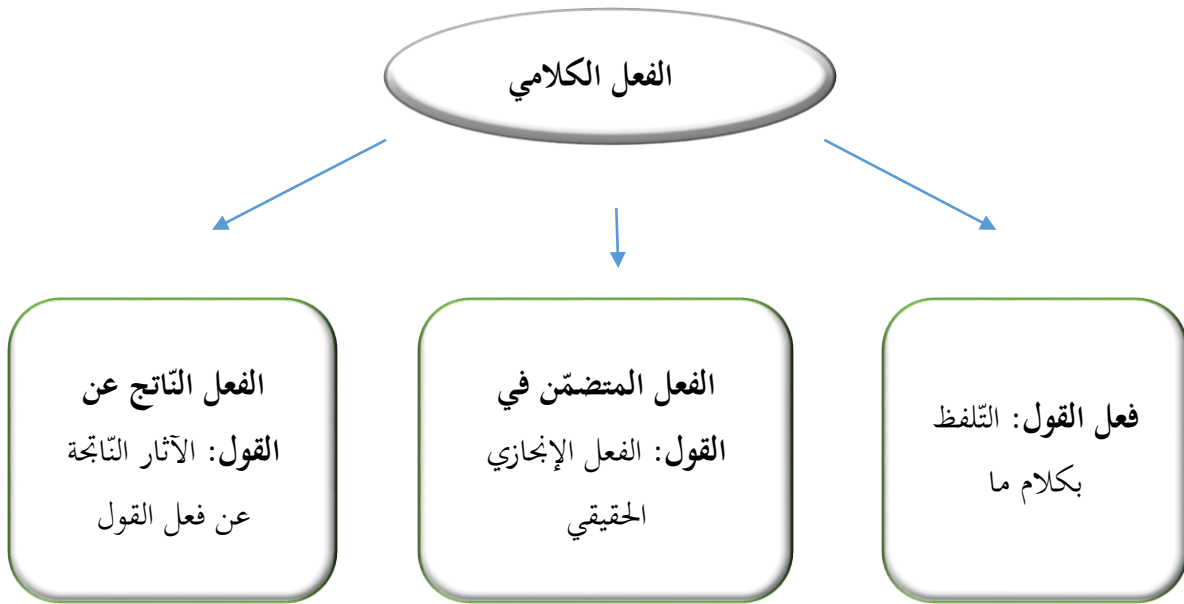 الفعل الكلامي
فعل القول: التّلفظ
بكلام ما
الفعل المتضمّن في
القول: الفعل الإنجازي
الحقيقي
الفعل النّاتج عن
القول: الآثار النّاتجة
عن فعل القول